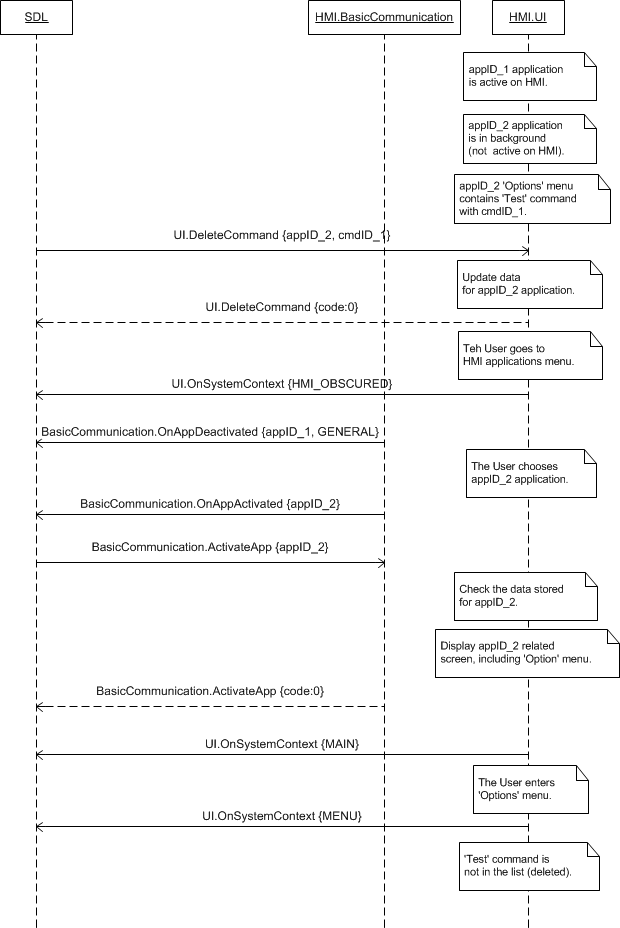 SDL
HMI.BasicCommunication
HMI.UI
appID_1 application
is active on HMI.
appID_2 application
is in background
(not  active on HMI).
appID_2 'Options' menu
contains 'Test' command
with cmdID_1.
UI.DeleteCommand {appID_2, cmdID_1}
Update data
for appID_2 application.
UI.DeleteCommand {code:0}
Teh User goes to
HMI applications menu.
UI.OnSystemContext {HMI_OBSCURED}
BasicCommunication.OnAppDeactivated {appID_1, GENERAL}
The User chooses
appID_2 application.
BasicCommunication.OnAppActivated {appID_2}
BasicCommunication.ActivateApp {appID_2}
Check the data stored
for appID_2.
Display appID_2 related
screen, including 'Option' menu.
BasicCommunication.ActivateApp {code:0}
UI.OnSystemContext {MAIN}
The User enters
'Options' menu.
UI.OnSystemContext {MENU}
'Test' command is
not in the list (deleted).